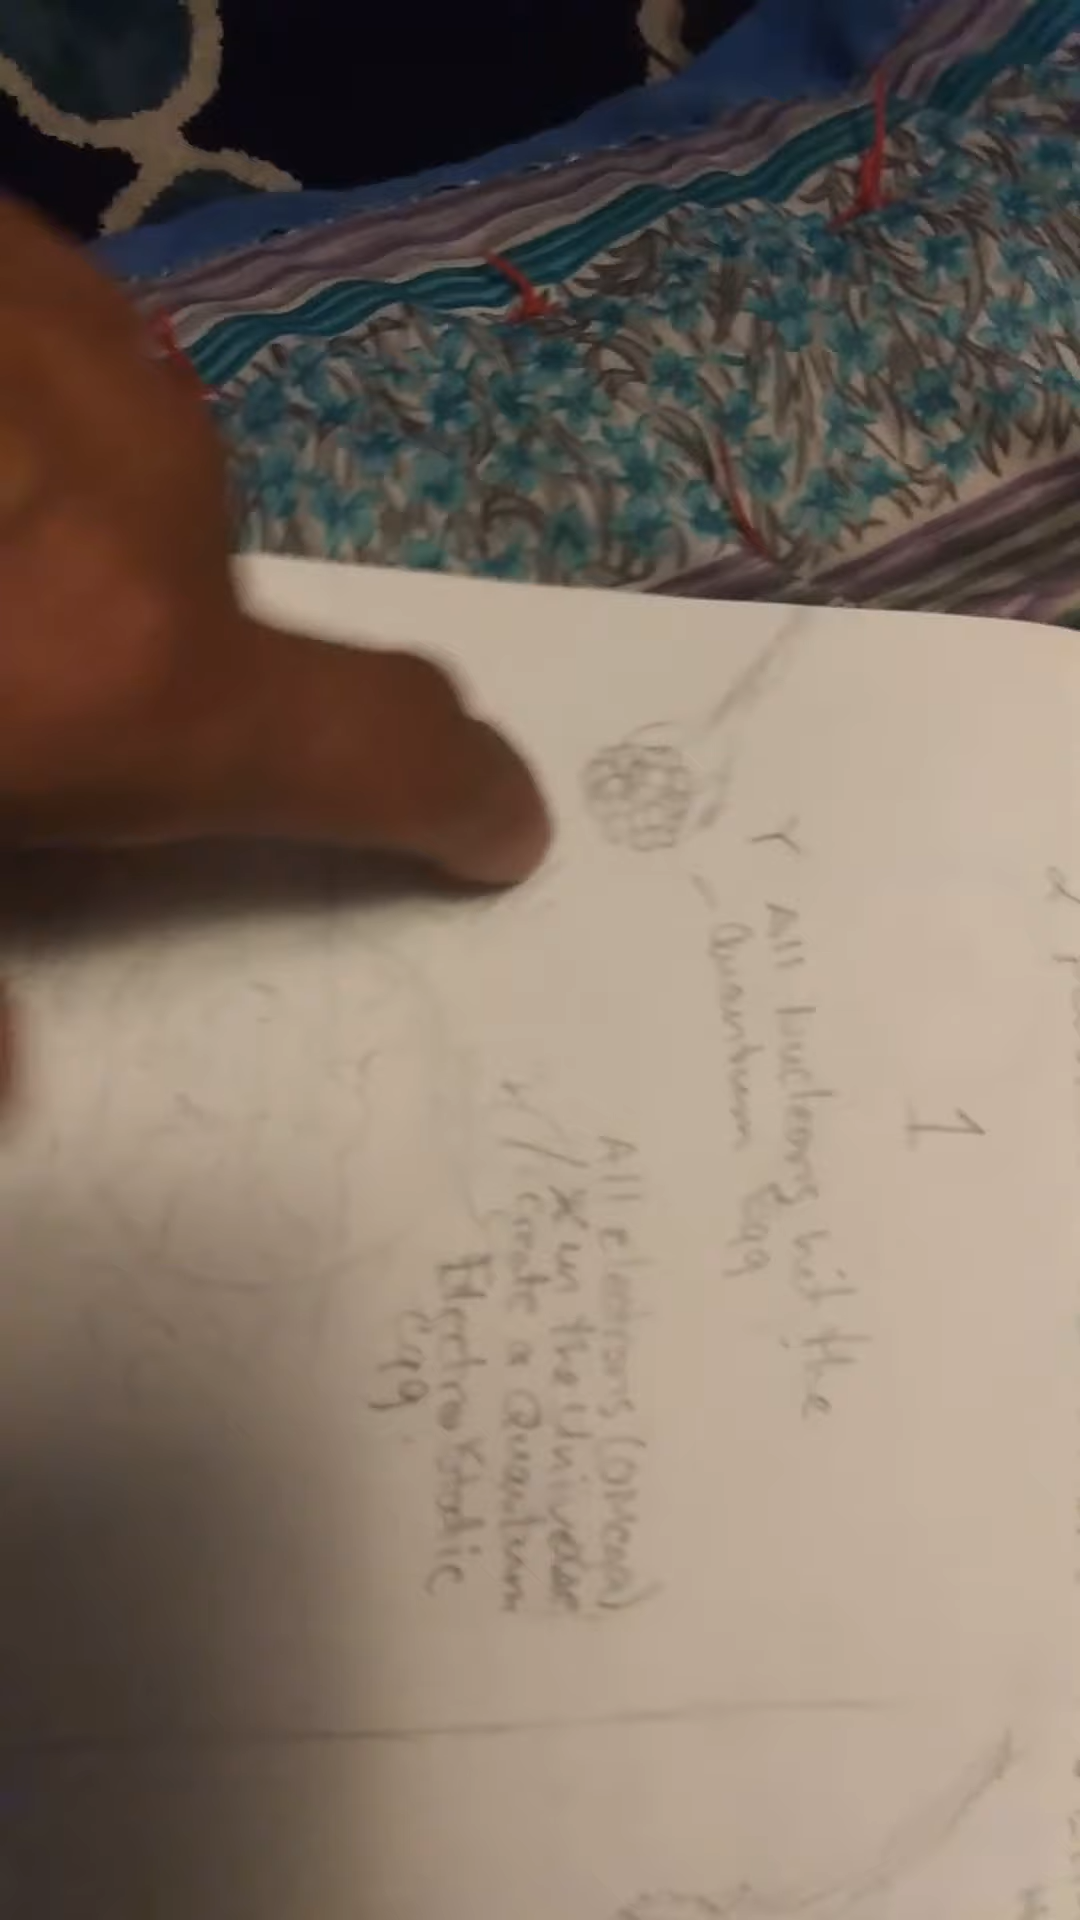 1
All nucleons hit the
Quantum Egg
All electrons (omega)
in the Universe
Create a Quantum
Electro static
Egg.